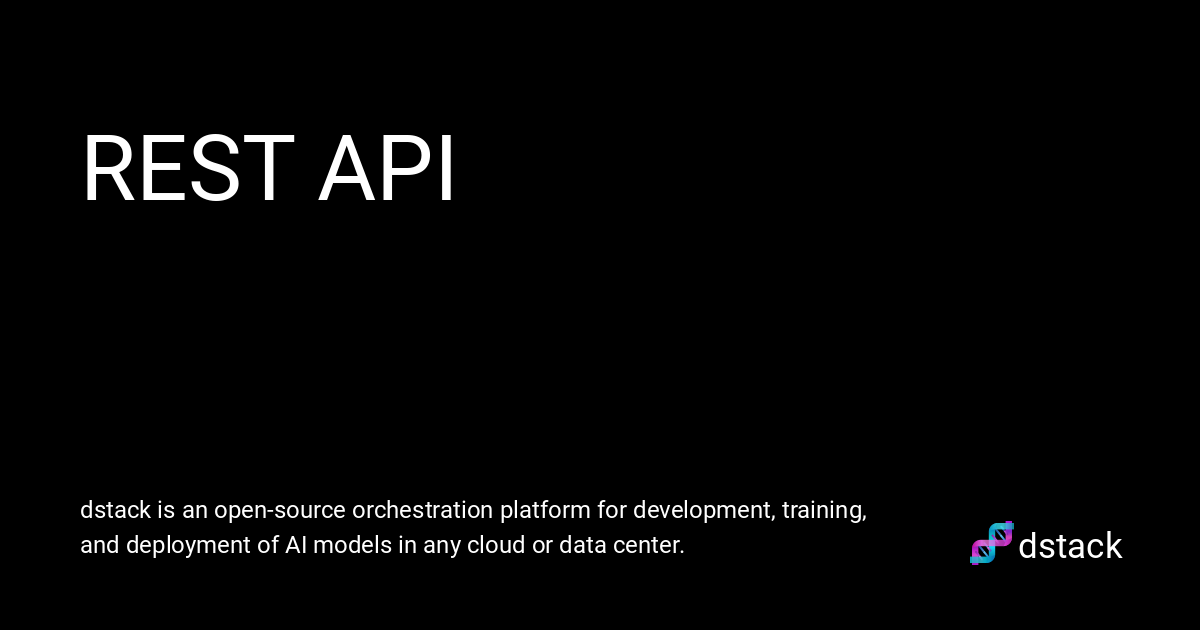 REST API
dstack is an open-source orchestration platform for development, training,
and deployment of AI models in any cloud or data center.
dstack